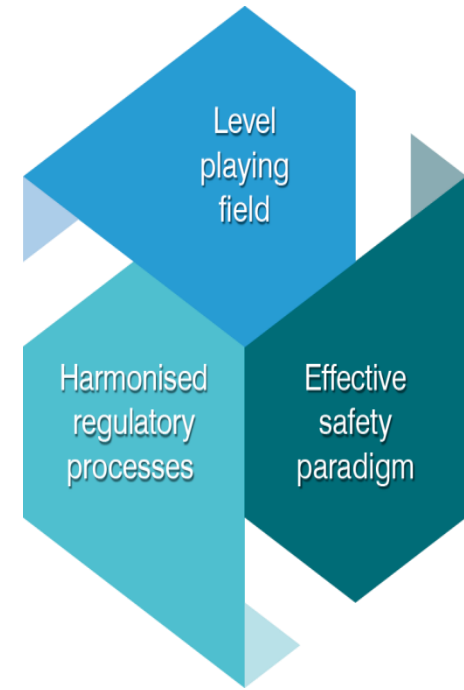 Level
playing
field
Harmonised
regulatory
processes
Effective
safety
paradigm